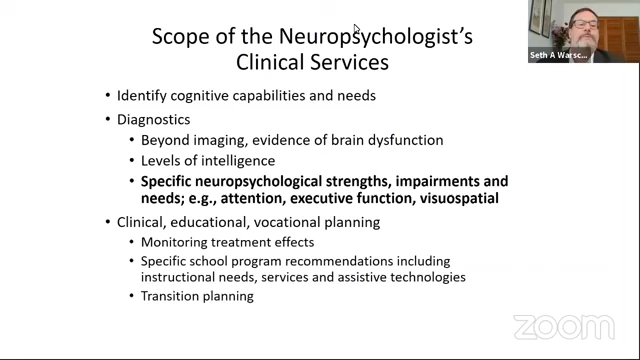 Scope of the Neuropsychologist's
Clinical Services
Seth A Warsc...
• Identify cognitive capabilities and needs
• Diagnostics
• Beyond imaging, evidence of brain dysfunction
• Levels of intelligence
• Specific neuropsychological strengths, impairments and
needs; e.g., attention, executive function, visuospatial
• Clinical, educational, vocational planning
• Monitoring treatment effects
• Specific school program recommendations including
instructional needs, services and assistive technologies
• Transition planning
zoom